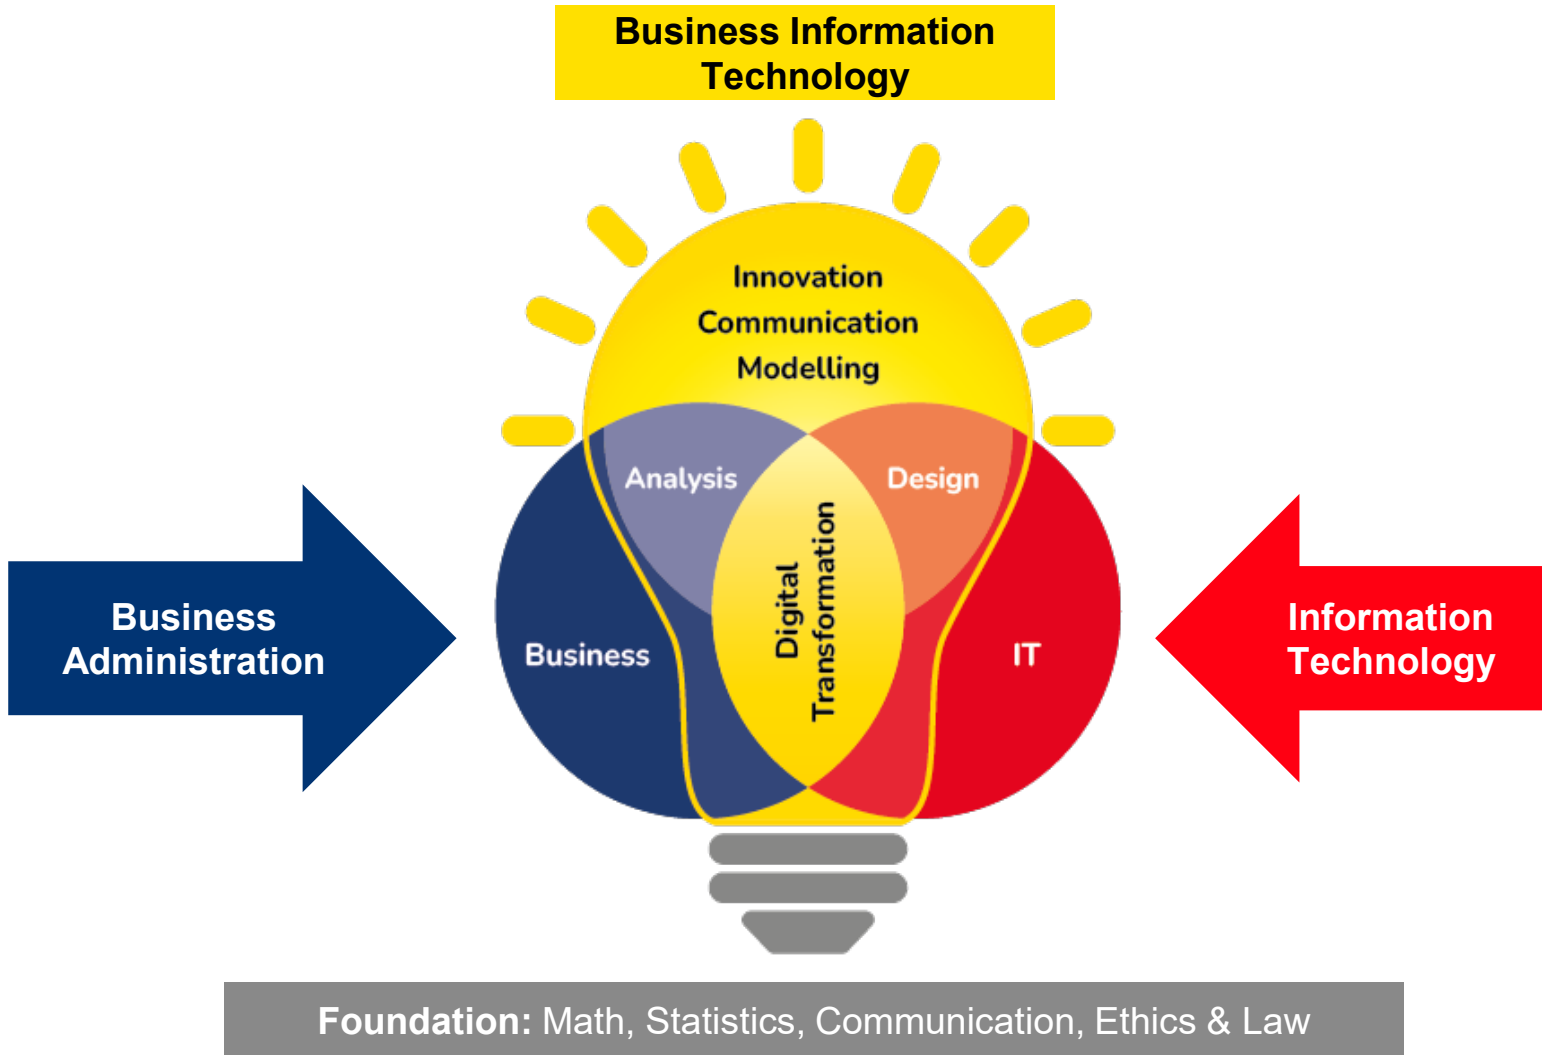 Business Information
Technology
Innovation
Communication
Modelling
Analysis
Design
Digital
Transformation
Business
Administration
Business
IT
Information
Technology
Foundation: Math, Statistics, Communication, Ethics & Law